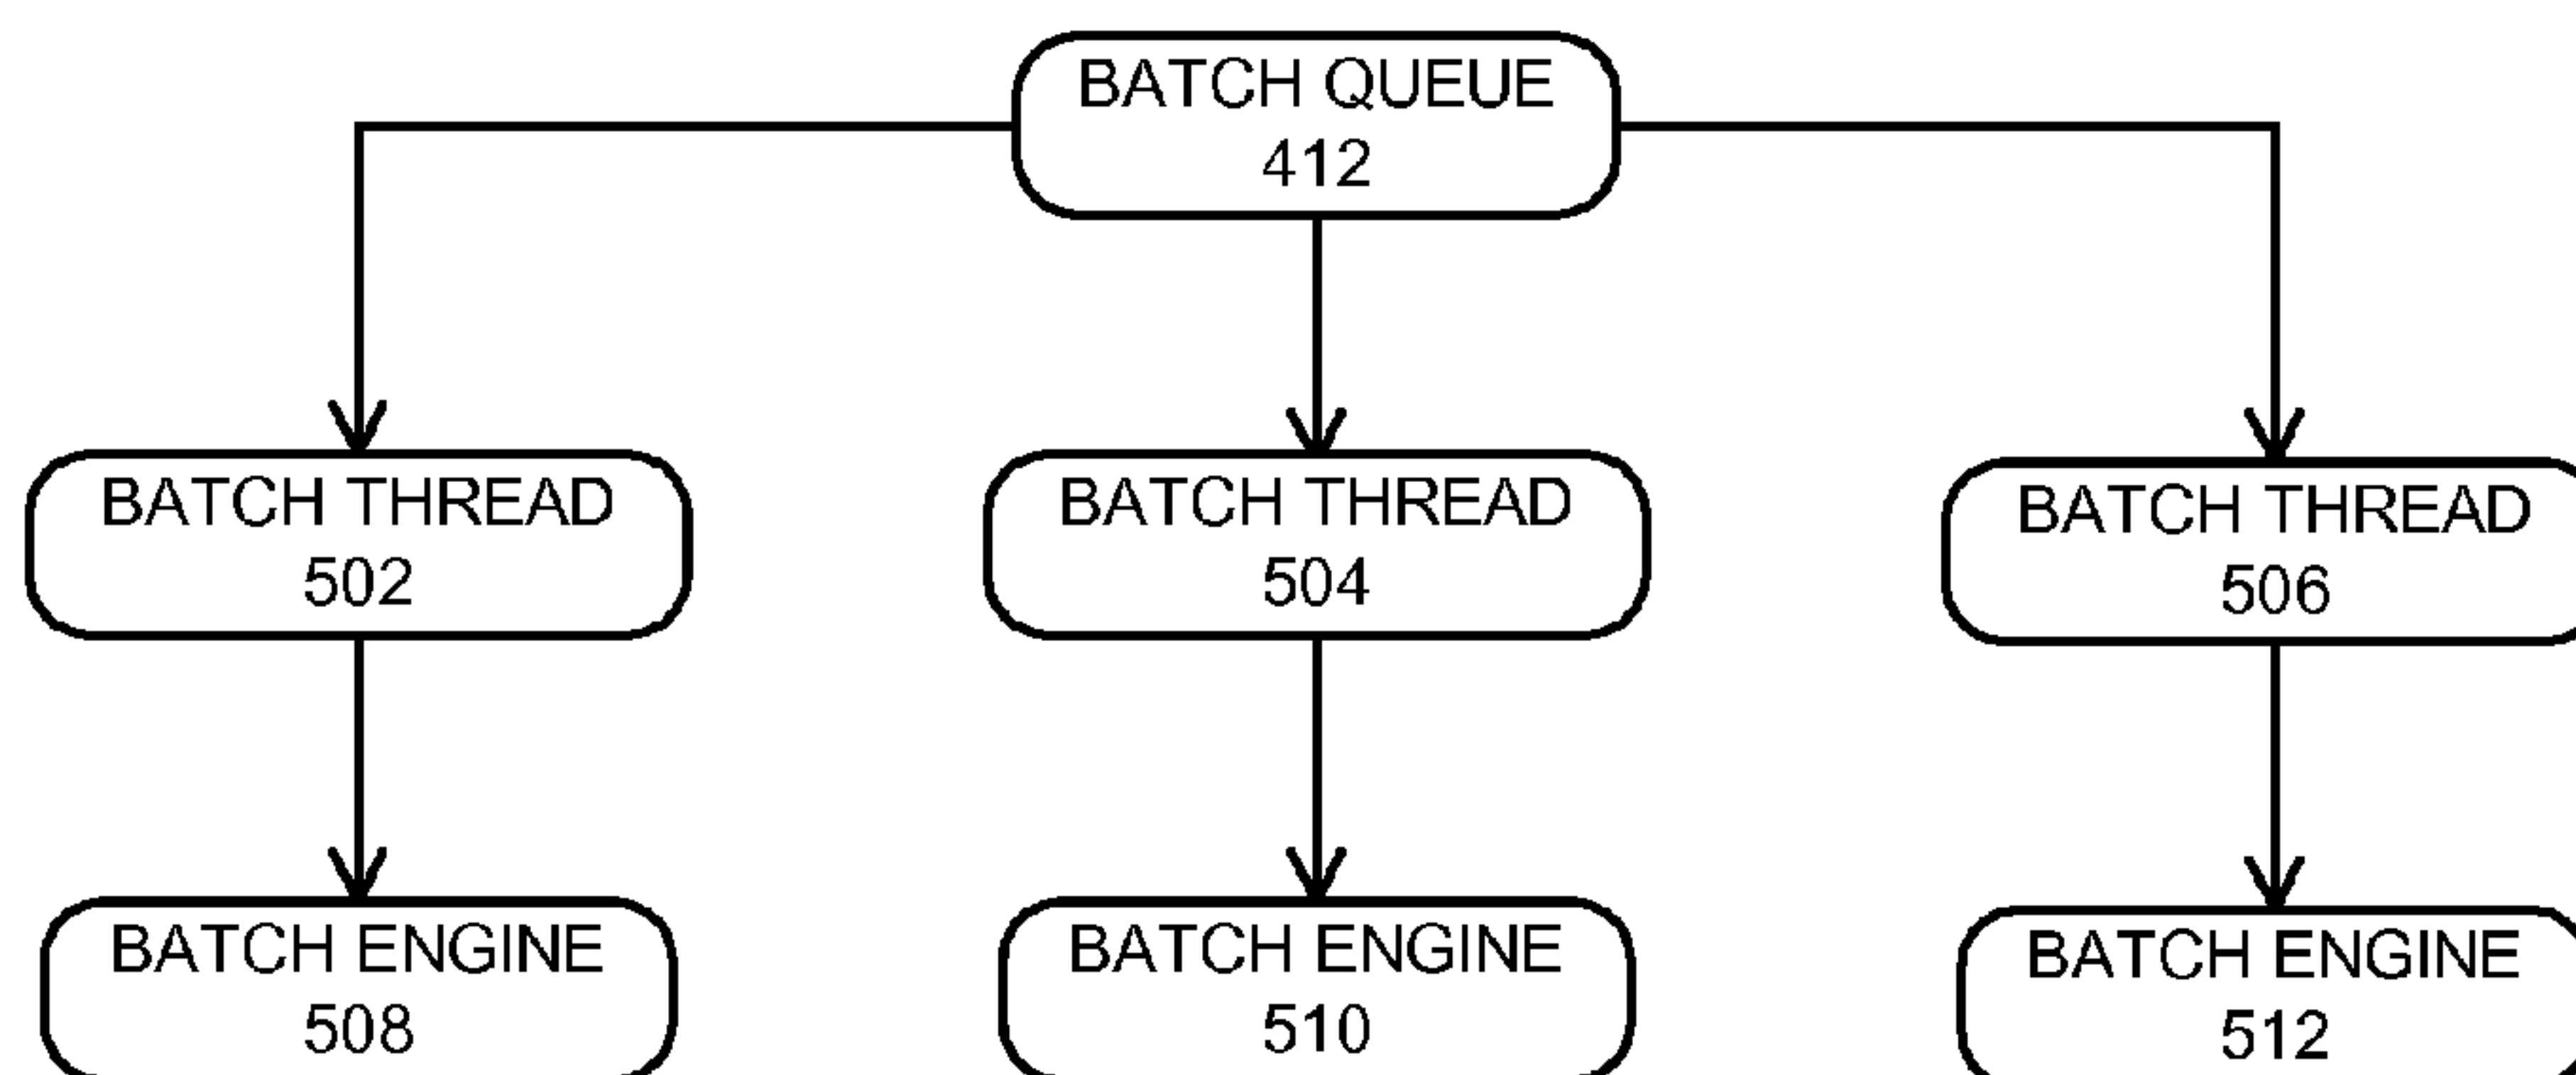 BATCH QUEUE
412
BATCH THREAD
502
BATCH THREAD
504
BATCH THREAD
506
BATCH ENGINE
508
BATCH ENGINE
510
BATCH ENGINE
512